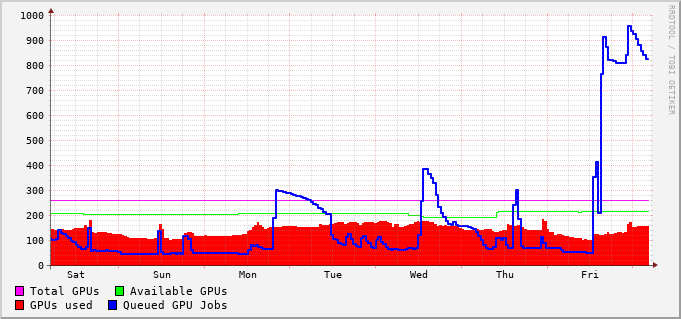 1000
900
800
700
600
500
400
300
200
100
0
Sat Sun Mon Tue Wed Thu Fri
RRDTOOL / TOBI OETIKER
Total GPUs Available GPUs
GPUs used Queued GPU Jobs